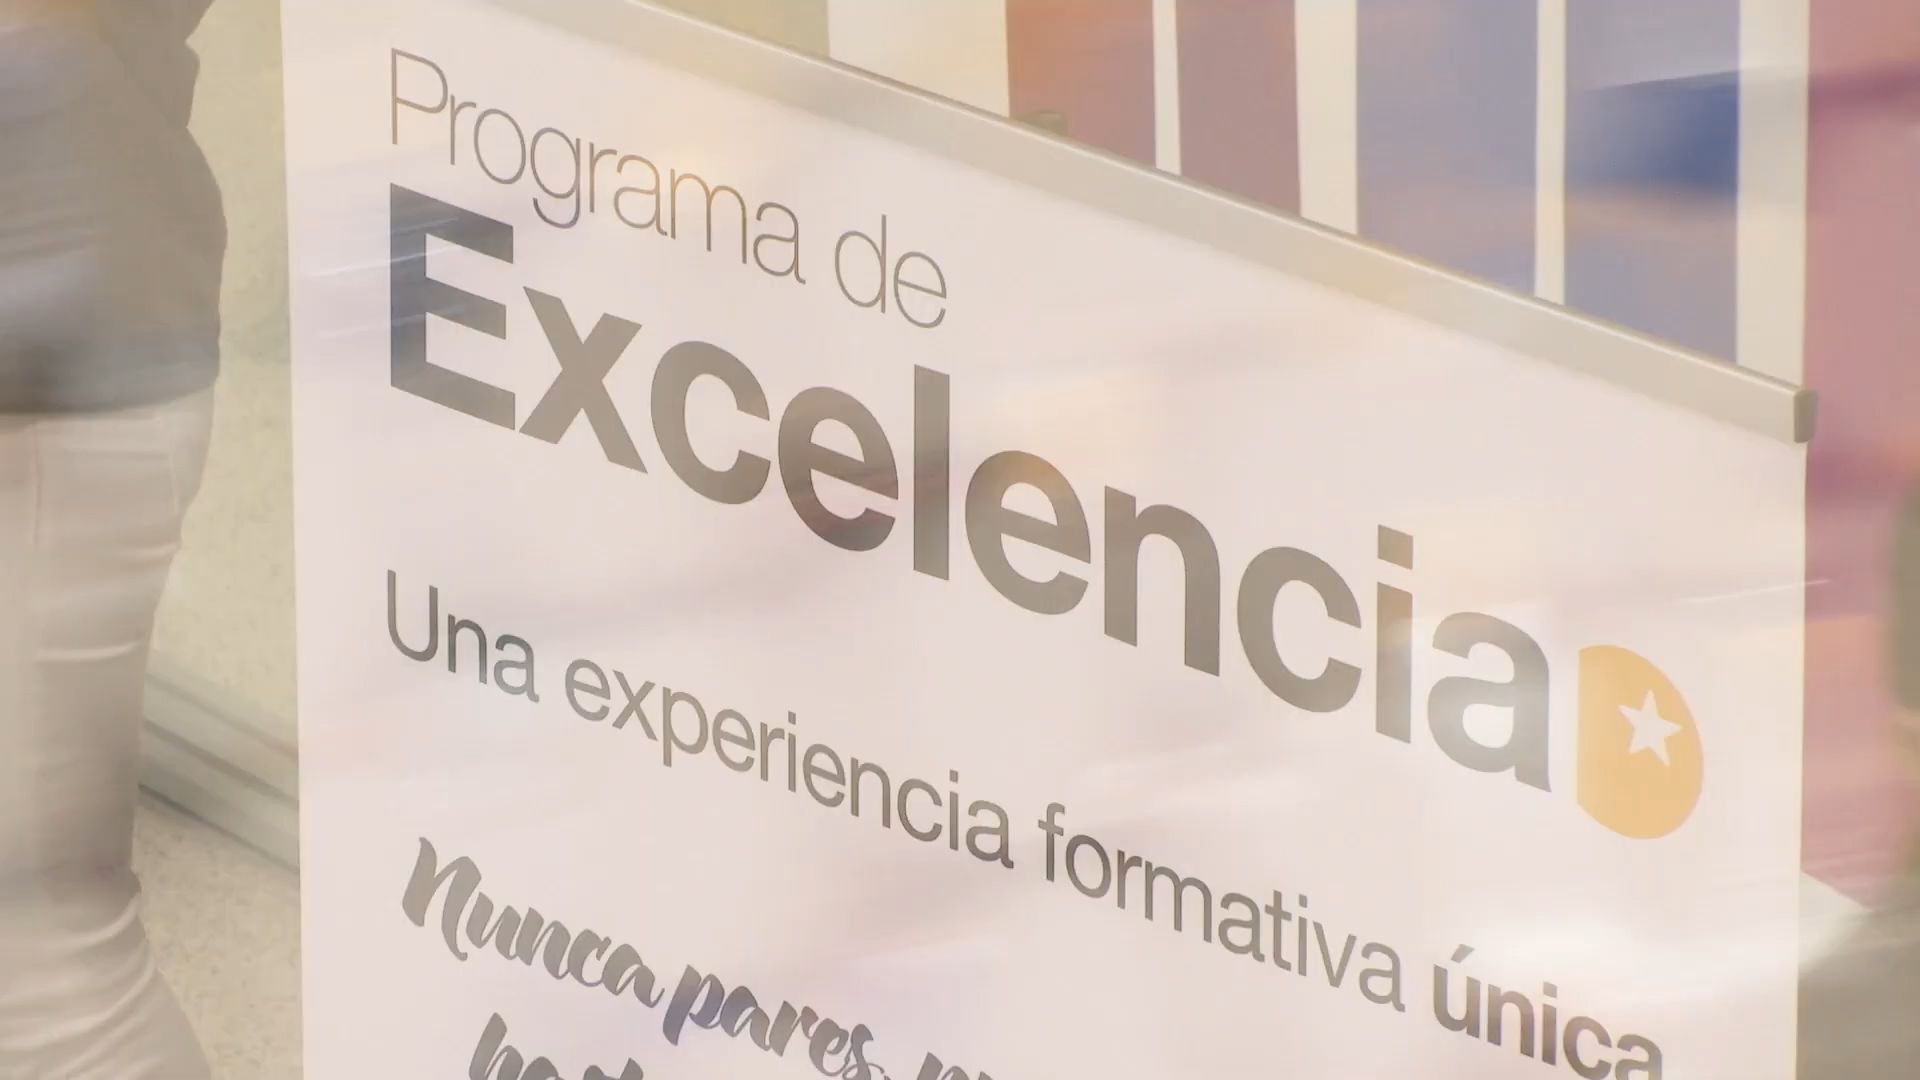 Programa de
Excelencia
Una experiencia formativa única
Nunca pares,